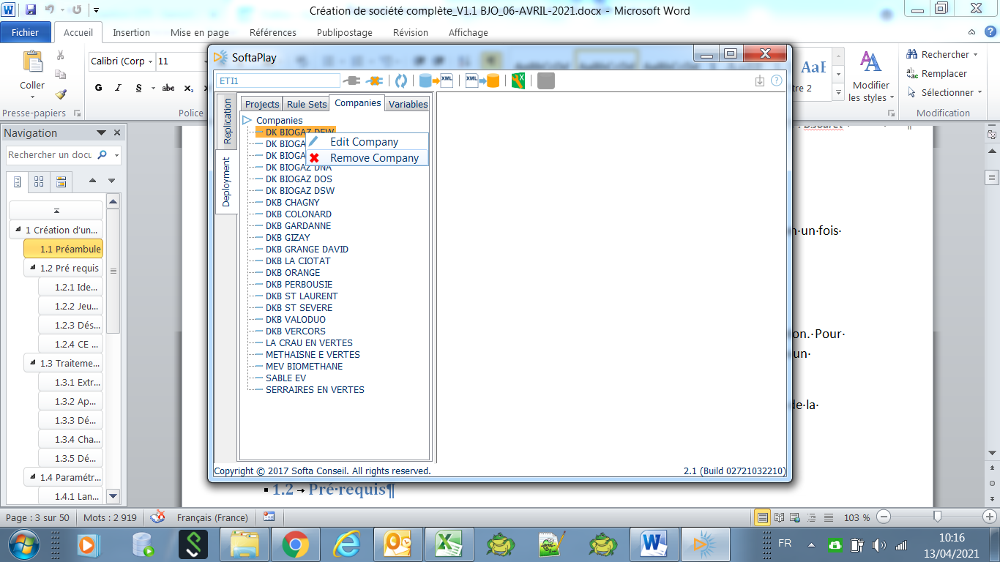 Création de société complète_V1.1 BJO_06-AVRIL-2021.docx - Microsoft Word
Fichier Accueil Insertion Mise en page Références Publipostage Révision Affichage
Coller
Presse-papiers
Calibri (Corp 11
G I S abc x₂
Police
SoftaPlay
ETI1
Replication
Deployment
Projects Rule Sets Companies Variables
Companies
DK BIOGAZ DEW
Edit Company
Remove Company
DK BIOGA
DK BIOGA
DK BIOGAZ DNA
DK BIOGAZ DOS
DK BIOGAZ DSW
DKB CHAGNY
DKB COLONARD
DKB GARDANNE
DKB GIZAY
DKB GRANGE DAVID
DKB LA CIOTAT
DKB ORANGE
DKB PERBOUSIE
DKB ST LAURENT
DKB ST SEVERE
DKB VALODUO
DKB VERCORS
LA CRAU EN VERTES
METHAISNE E VERTES
MEV BIOMETHANE
SABLE EV
SERRAIRES EN VERTES
Copyright © 2017 Softa Conseil. All rights reserved.
2.1 (Build 02721032210)
AaB
tre 2
Modifier
les styles
Rechercher
Remplacer
Sélectionner
Modification
Navigation
Rechercher un docu
1 Création d'un...
1.1 Préambule
1.2 Pré requis
1.2.1 Ide...
1.2.2 Jeu...
1.2.3 Dés...
1.2.4 CE ...
1.3 Traiteme...
1.3.1 Extr...
1.3.2 Ap...
1.3.3 Dé...
1.3.4 Cha...
1.3.5 Dé...
1.4 Paramétr...
1.4.1 Lan...
n·un·fois
on.·Pour·
un·
de·la·
1.2 → Pré·requis¶
Page : 3 sur 50 Mots : 2 919 Français (France) 103 %
FR
10:16
13/04/2021